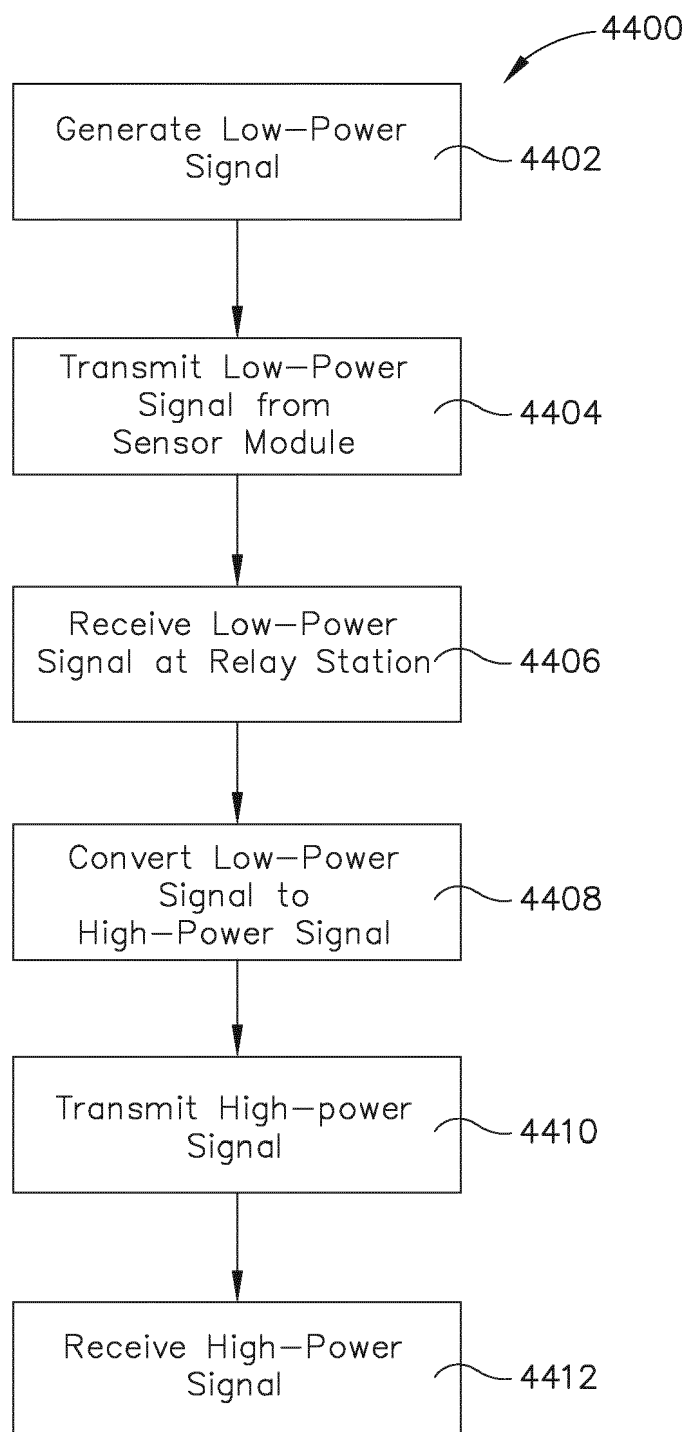 4400
Generate Low-Power
Signal
4402
Transmit Low-Power
Signal from
Sensor Module
4404
Receive Low-Power
Signal at Relay Station
4406
Convert Low-Power
Signal to
High-Power Signal
4408
Transmit High-power
Signal
4410
Receive High-Power
Signal
4412